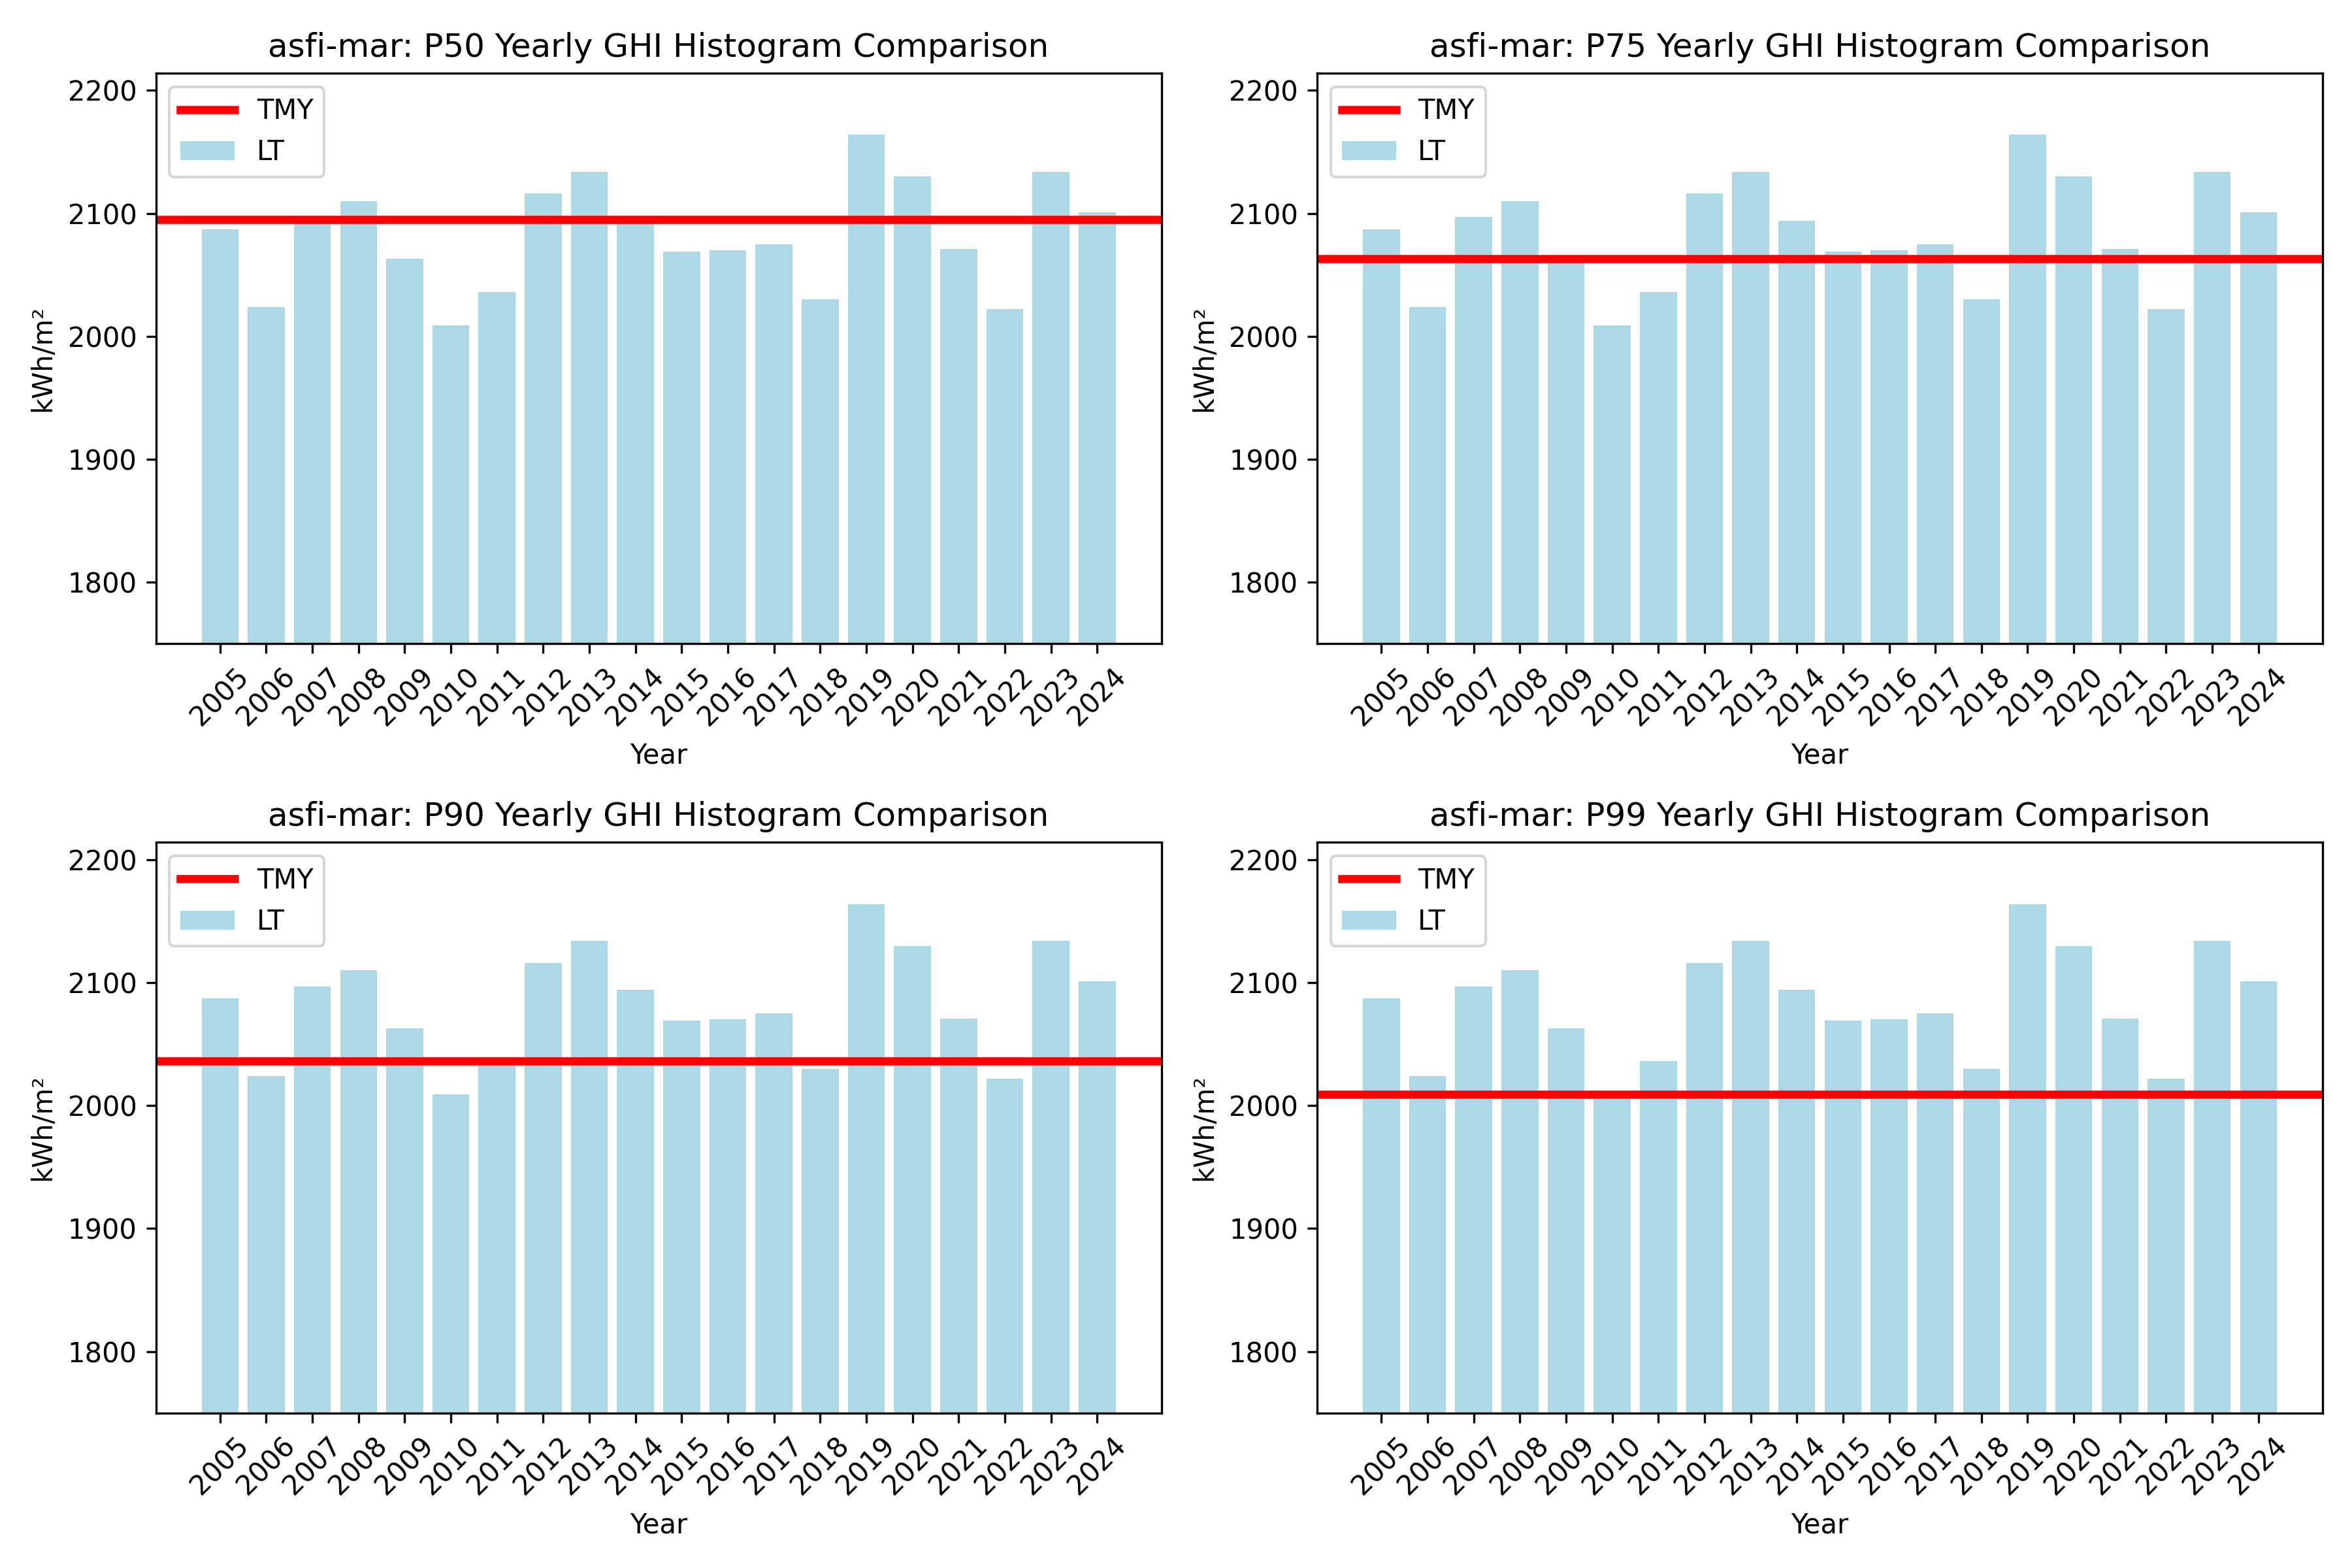 asfi-mar: P50 Yearly GHI Histogram Comparison
TMY
LT
2200
2100
2000
1900
1800
kWh/m²
2005 2006 2007 2008 2009 2010 2011 2012 2013 2014 2015 2016 2017 2018 2019 2020 2021 2022 2023 2024
Year
asfi-mar: P75 Yearly GHI Histogram Comparison
TMY
LT
2200
2100
2000
1900
1800
kWh/m²
2005 2006 2007 2008 2009 2010 2011 2012 2013 2014 2015 2016 2017 2018 2019 2020 2021 2022 2023 2024
Year
asfi-mar: P90 Yearly GHI Histogram Comparison
TMY
LT
2200
2100
2000
1900
1800
kWh/m²
2005 2006 2007 2008 2009 2010 2011 2012 2013 2014 2015 2016 2017 2018 2019 2020 2021 2022 2023 2024
Year
asfi-mar: P99 Yearly GHI Histogram Comparison
TMY
LT
2200
2100
2000
1900
1800
kWh/m²
2005 2006 2007 2008 2009 2010 2011 2012 2013 2014 2015 2016 2017 2018 2019 2020 2021 2022 2023 2024
Year